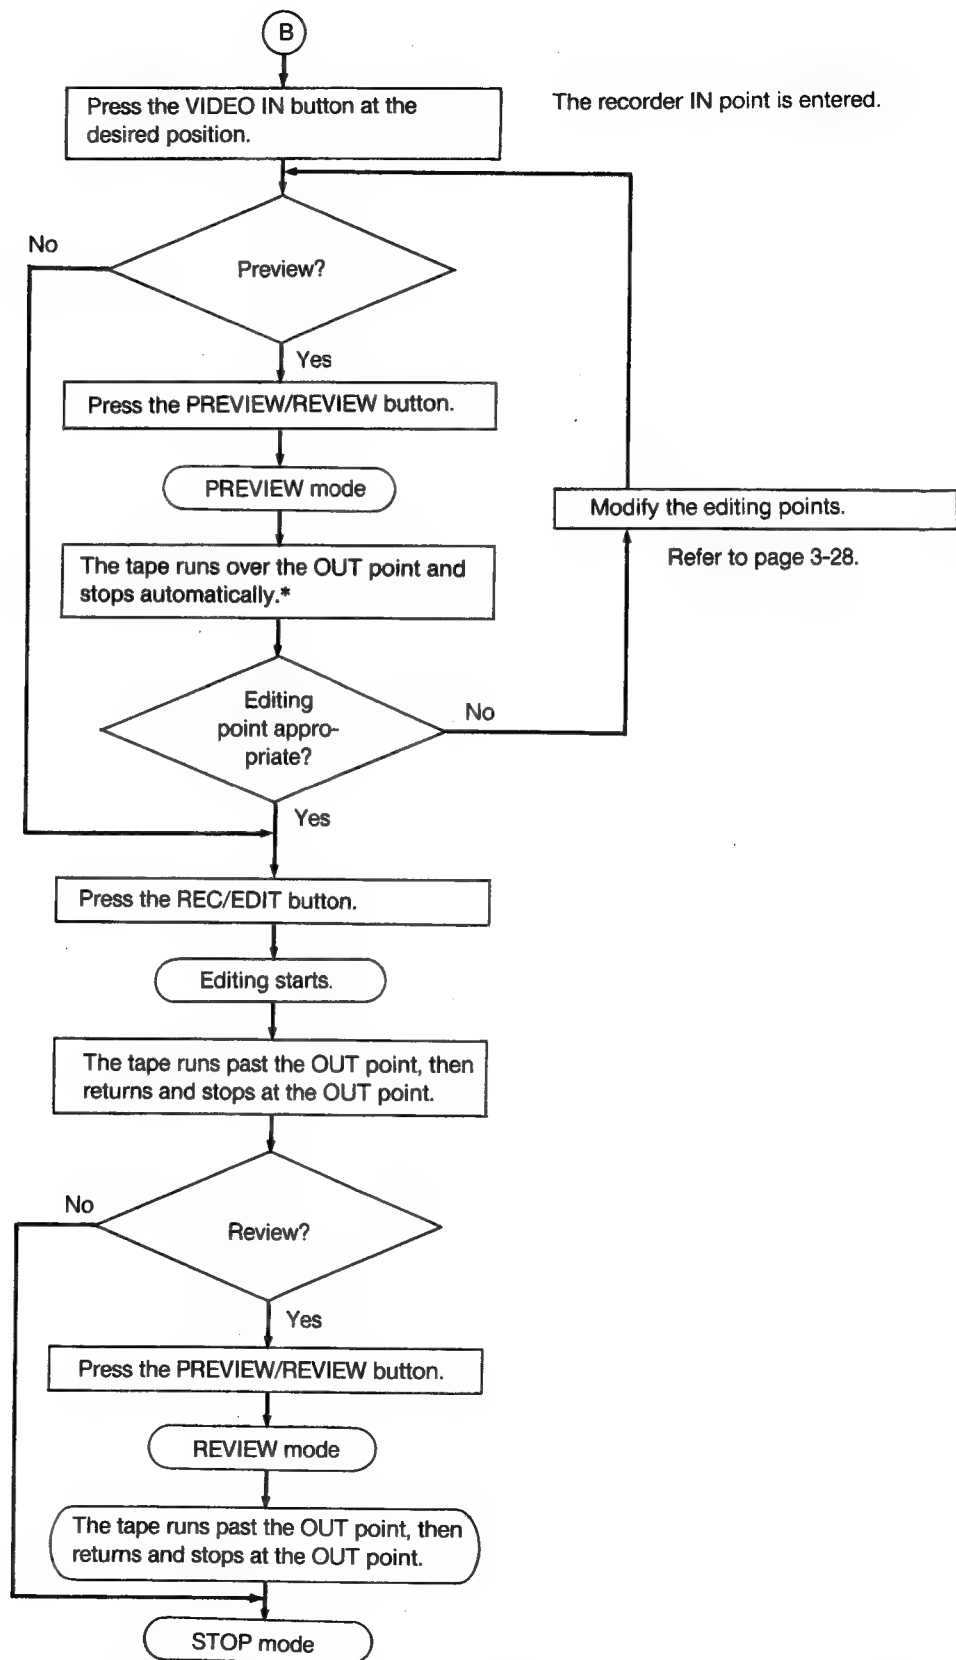 B
Press the VIDEO IN button at the
desired position.
The recorder IN point is entered.
No
Preview?
Yes
Press the PREVIEW/REVIEW button.
PREVIEW mode
Modify the editing points.
Refer to page 3-28.
The tape runs over the OUT point and
stops automatically.*
Editing
point appro-
priate?
No
Yes
Press the REC/EDIT button.
Editing starts.
The tape runs past the OUT point, then
returns and stops at the OUT point.
No
Review?
Yes
Press the PREVIEW/REVIEW button.
REVIEW mode
The tape runs past the OUT point, then
returns and stops at the OUT point.
STOP mode